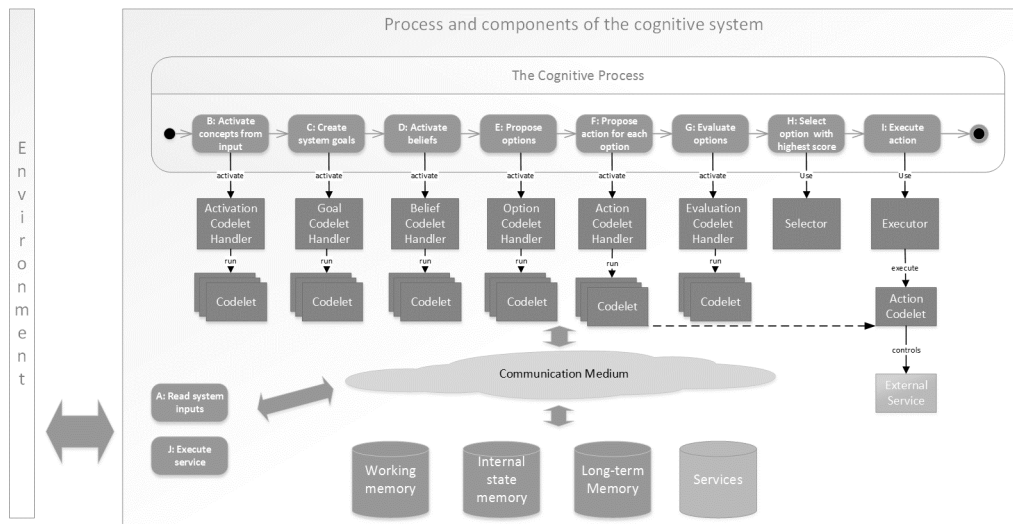 Process and components of the cognitive system
The Cognitive Process
B: Activate
concepts from
input
C: Create
system goals
D: Activate
beliefs
E: Propose
options
F: Propose
action for each
option
G: Evaluate
options
H: Select
option with
highest score
I: Execute
action
activate
activate
activate
activate
activate
activate
Use
Use
Activation
Codelet
Handler
Goal
Codelet
Handler
Belief
Codelet
Handler
Option
Codelet
Handler
Action
Codelet
Handler
Evaluation
Codelet
Handler
Selector
Executor
run
run
run
run
run
run
execute
Codelet
Codelet
Codelet
Codelet
Codelet
Codelet
Action
Codelet
controls
External
Service
Communication Medium
A: Read system
inputs
J: Execute
service
Working
memory
Internal
state
memory
Long-term
Memory
Services
Environment